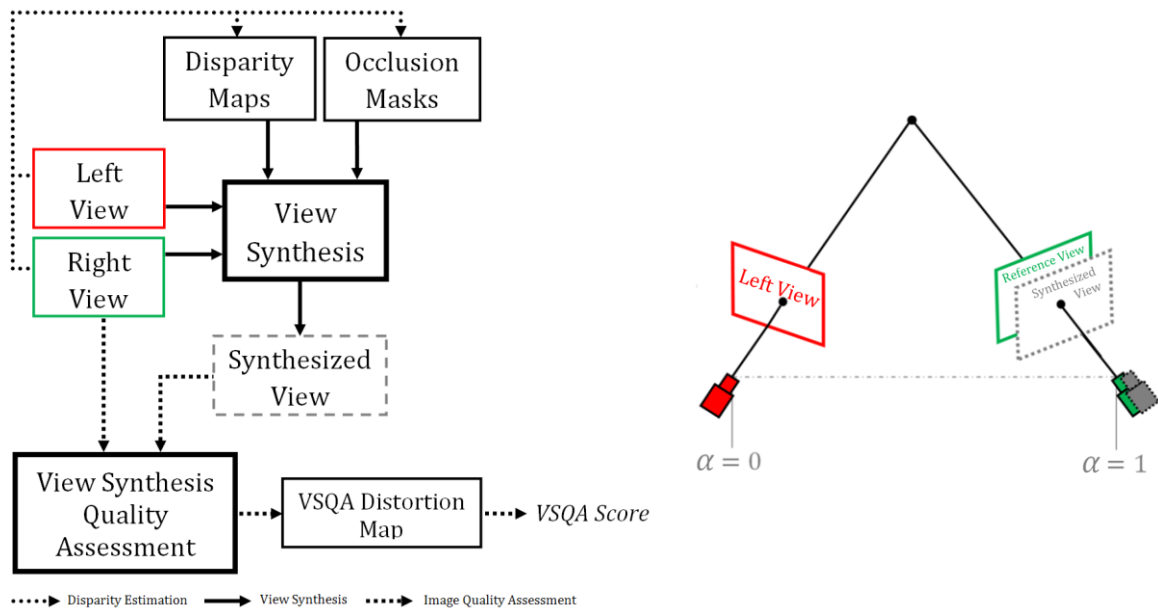 Disparity
Maps
Occlusion
Masks
Left
View
Right
View
View
Synthesis
Synthesized
View
View Synthesis
Quality
Assessment
VSQA Distortion
Map
VSQA Score
Disparity Estimation
View Synthesis
Image Quality Assessment
Left View
Reference View
Synthesized
View
α = 0
α = 1